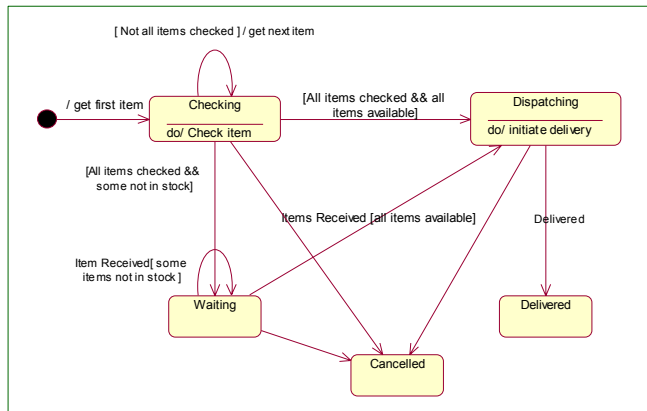 [ Not all items checked ] / get next item
/ get first item
Checking
do/ Check item
[All items checked && all
items available]
Dispatching
do/ initiate delivery
[All items checked &&
some not in stock]
Items Received [all items available]
Delivered
Item Received[ some
items not in stock ]
Waiting
Delivered
Cancelled